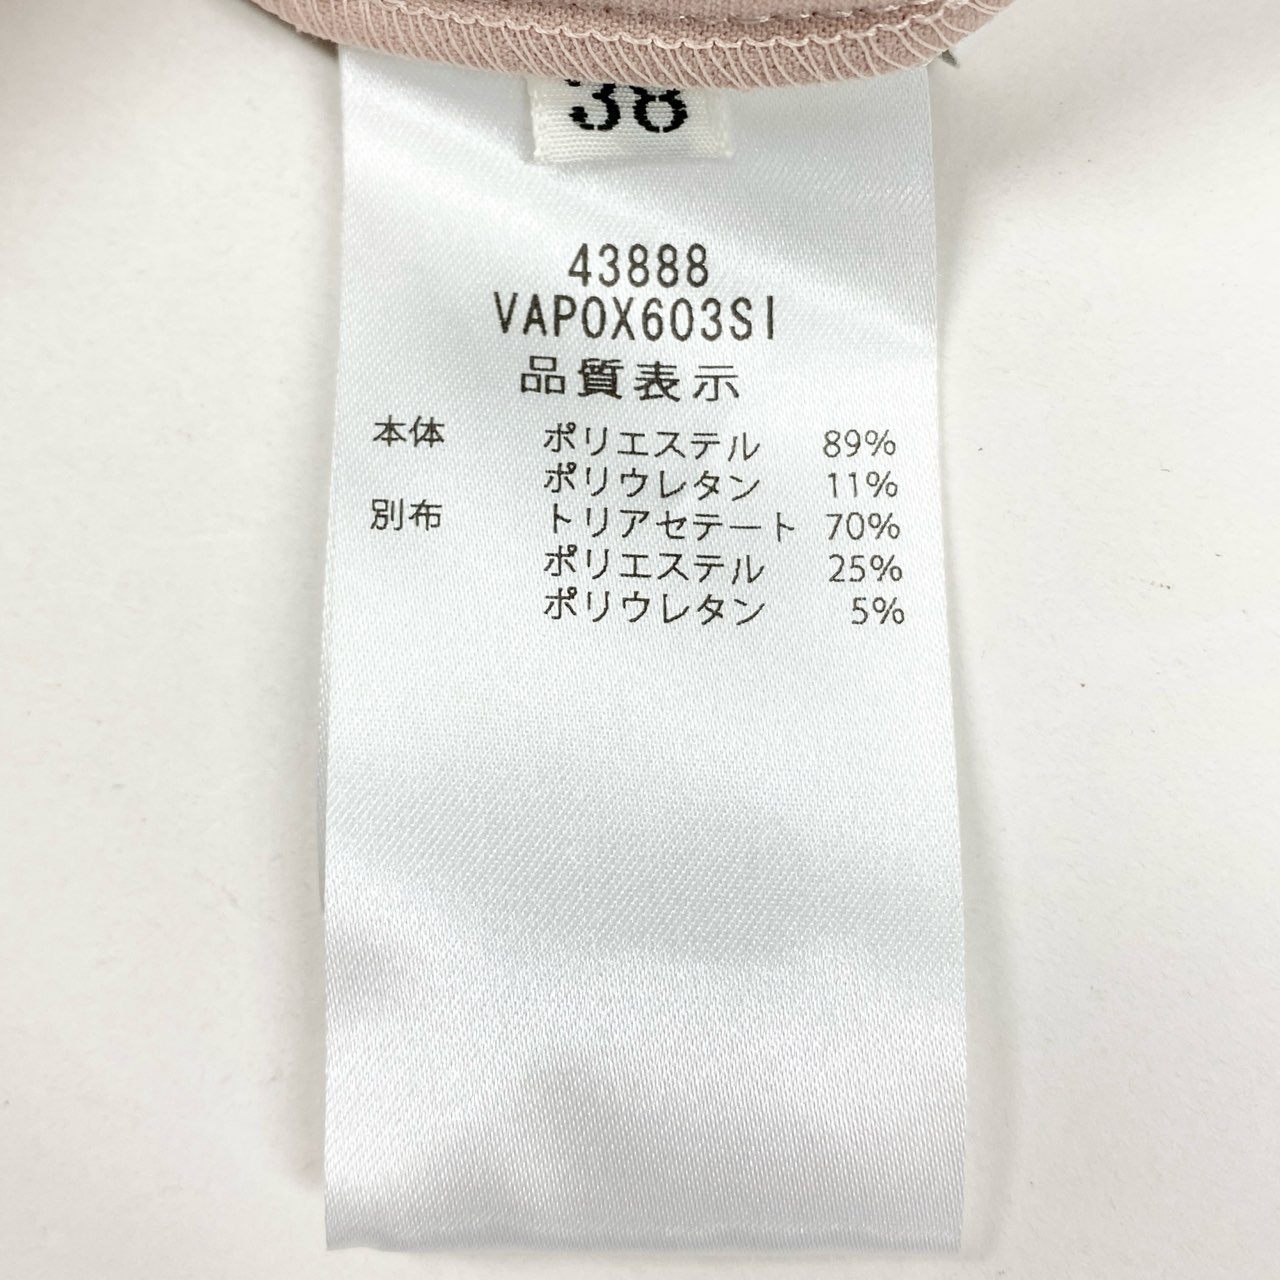 38
43888
VAPOX603SI
品質表示
本体 ポリエステル 89%
ポリウレタン 11%
別布 トリアセテート 70%
ポリエステル 25%
ポリウレタン 5%